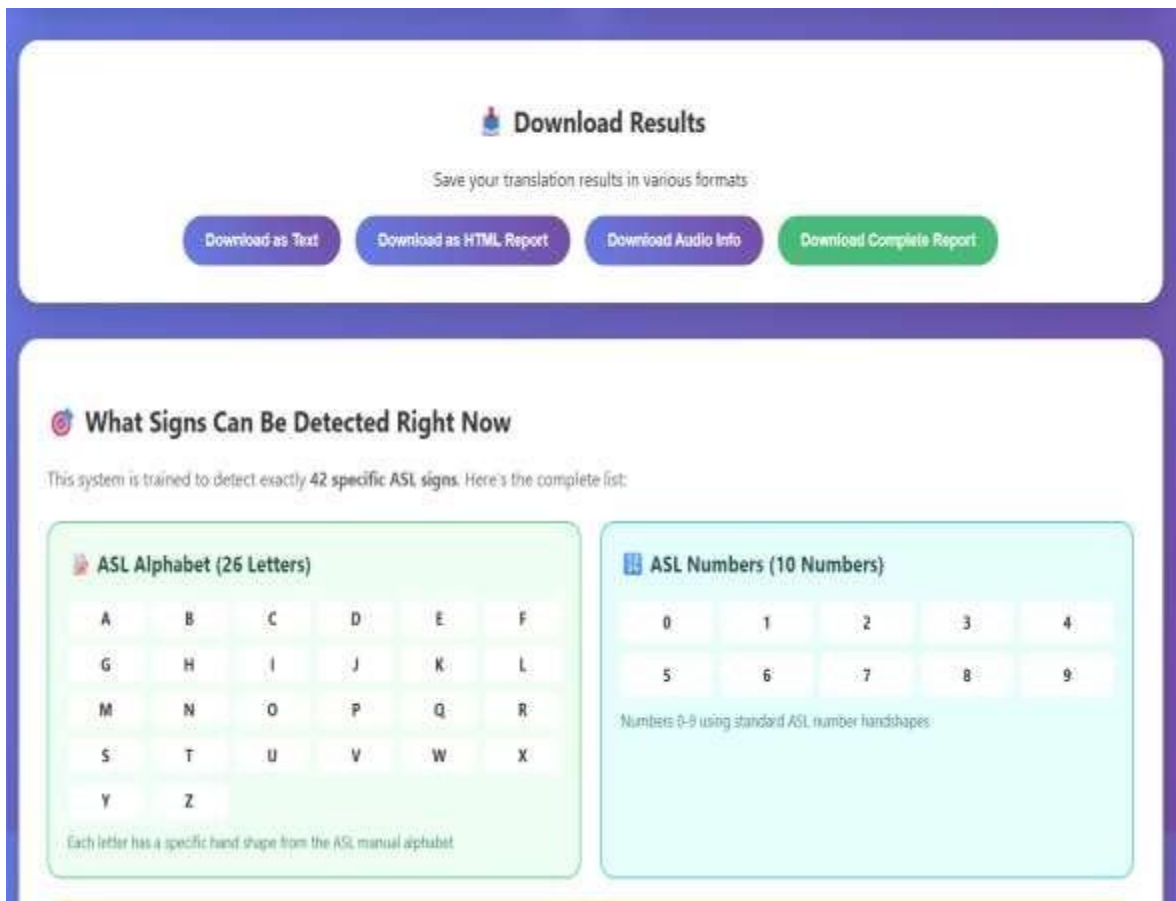 Download Results
Save your translation results in various formats
Download as Text Download as HTML Report Download Audio Info Download Complete Report
What Signs Can Be Detected Right Now
This system is trained to detect exactly 42 specific ASL signs. Here's the complete list:
ASL Alphabet (26 Letters)
A B C D E F
G H I J K L
M N O P Q R
S T U V W X
Y Z
Each letter has a specific hand shape from the ASL manual alphabet
ASL Numbers (10 Numbers)
0 1 2 3 4
5 6 7 8 9
Numbers 0-9 using standard ASL number handshapes